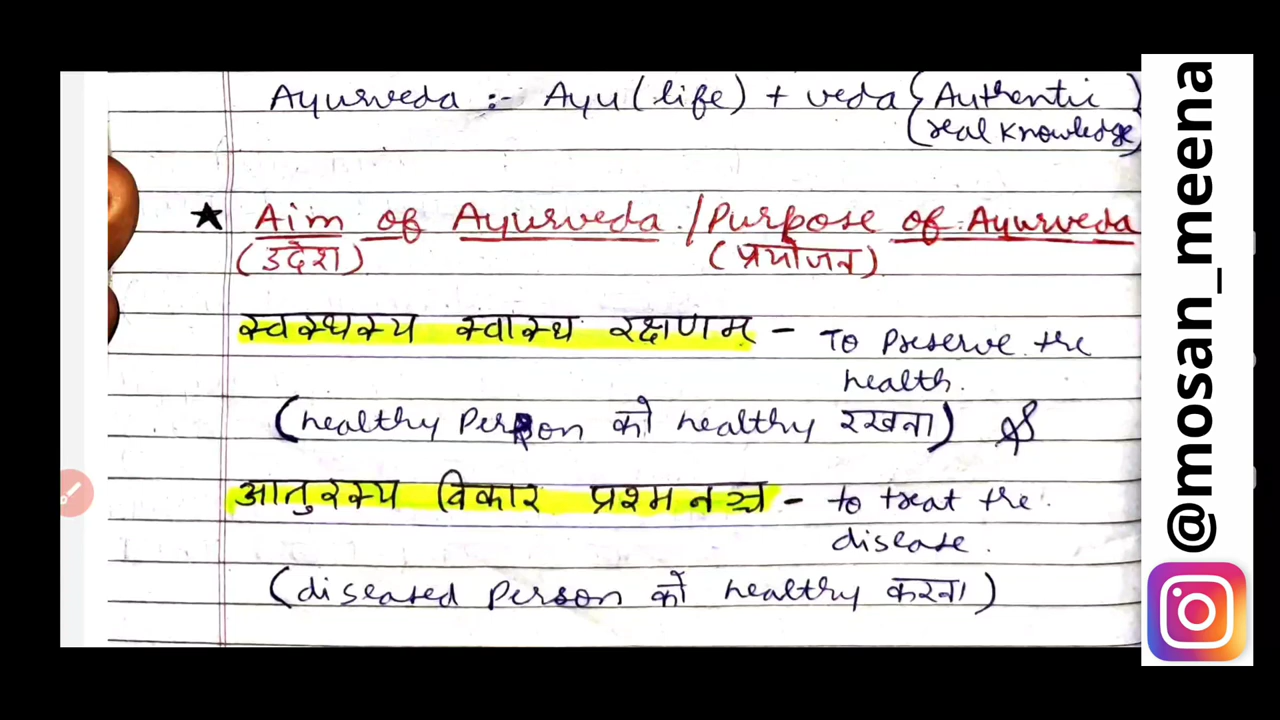 Ayurveda :- Ayu (life) + veda {Authentic
(real knowledge)
★ Aim of Ayurveda / Purpose of Ayurveda
(उदेश) (प्रयोजन)
स्वस्थस्य स्वास्थ रक्षणम् - To Preserve the
health.
(healthy Person को healthy रखना) &
आतुरस्य विकार प्रश्मनञ्च - to treat the
disease.
(diseased Person को healthy करना)
@mosan_meena